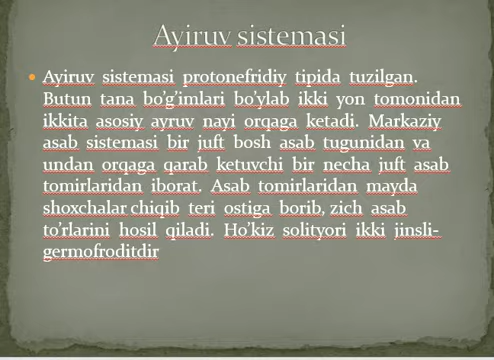 Ayiruv sistemasi
Ayiruv sistemasi protonefridiy tipida tuzilgan.
Butun tana bo'g'imlari bo'ylab ikki yon tomonidan
ikkita asosiy ayruv nayi orqaga ketadi. Markaziy
asab sistemasi bir juft bosh asab tugunidan va
undan orqaga qarab ketuvchi bir necha juft asab
tomirlaridan iborat. Asab tomirlaridan mayda
shoxchalar chiqib teri ostiga borib, zich asab
to'rlarini hosil qiladi. Ho'kiz solityori ikki jinsli-
germofroditdir